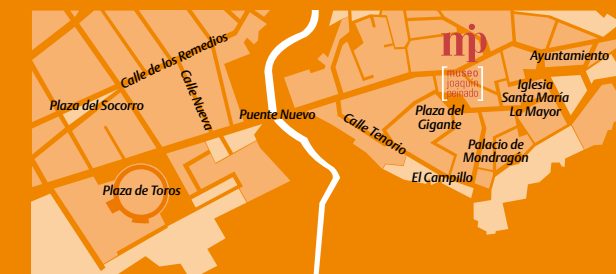 Calle de los Remedios
Calle Nueva
Plaza del Socorro
Puente Nuevo
Plaza de Toros
Calle Tenorio
mjp
museo
joaquín
peinado
Ayuntamiento
Iglesia
Santa María
La Mayor
Plaza del
Gigante
Palacio de
Mondragón
El Campillo